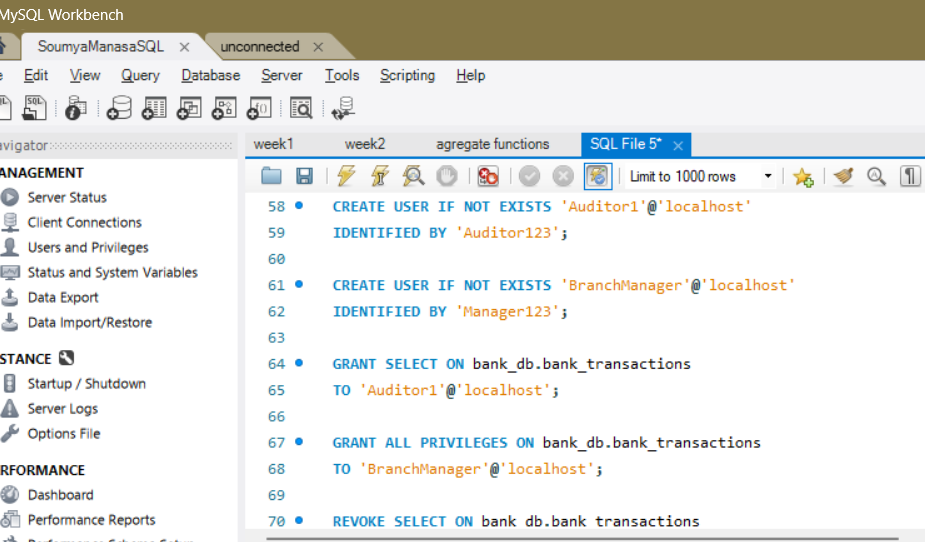 MySQL Workbench
SoumyaManasaSQL
unconnected
Edit View Query Database Server Tools Scripting Help
week1 week2 agregate functions SQL File 5*
Limit to 1000 rows
Server Status
Client Connections
Users and Privileges
Status and System Variables
Data Export
Data Import/Restore
Startup / Shutdown
Server Logs
Options File
Dashboard
Performance Reports
58 CREATE USER IF NOT EXISTS 'Auditor1'@'localhost'
59 IDENTIFIED BY 'Auditor123';
60
61 CREATE USER IF NOT EXISTS 'BranchManager'@'localhost'
62 IDENTIFIED BY 'Manager123';
63
64 GRANT SELECT ON bank_db.bank_transactions
65 TO 'Auditor1'@'localhost';
66
67 GRANT ALL PRIVILEGES ON bank_db.bank_transactions
68 TO 'BranchManager'@'localhost';
69
70 REVOKE SELECT ON bank_db.bank_transactions